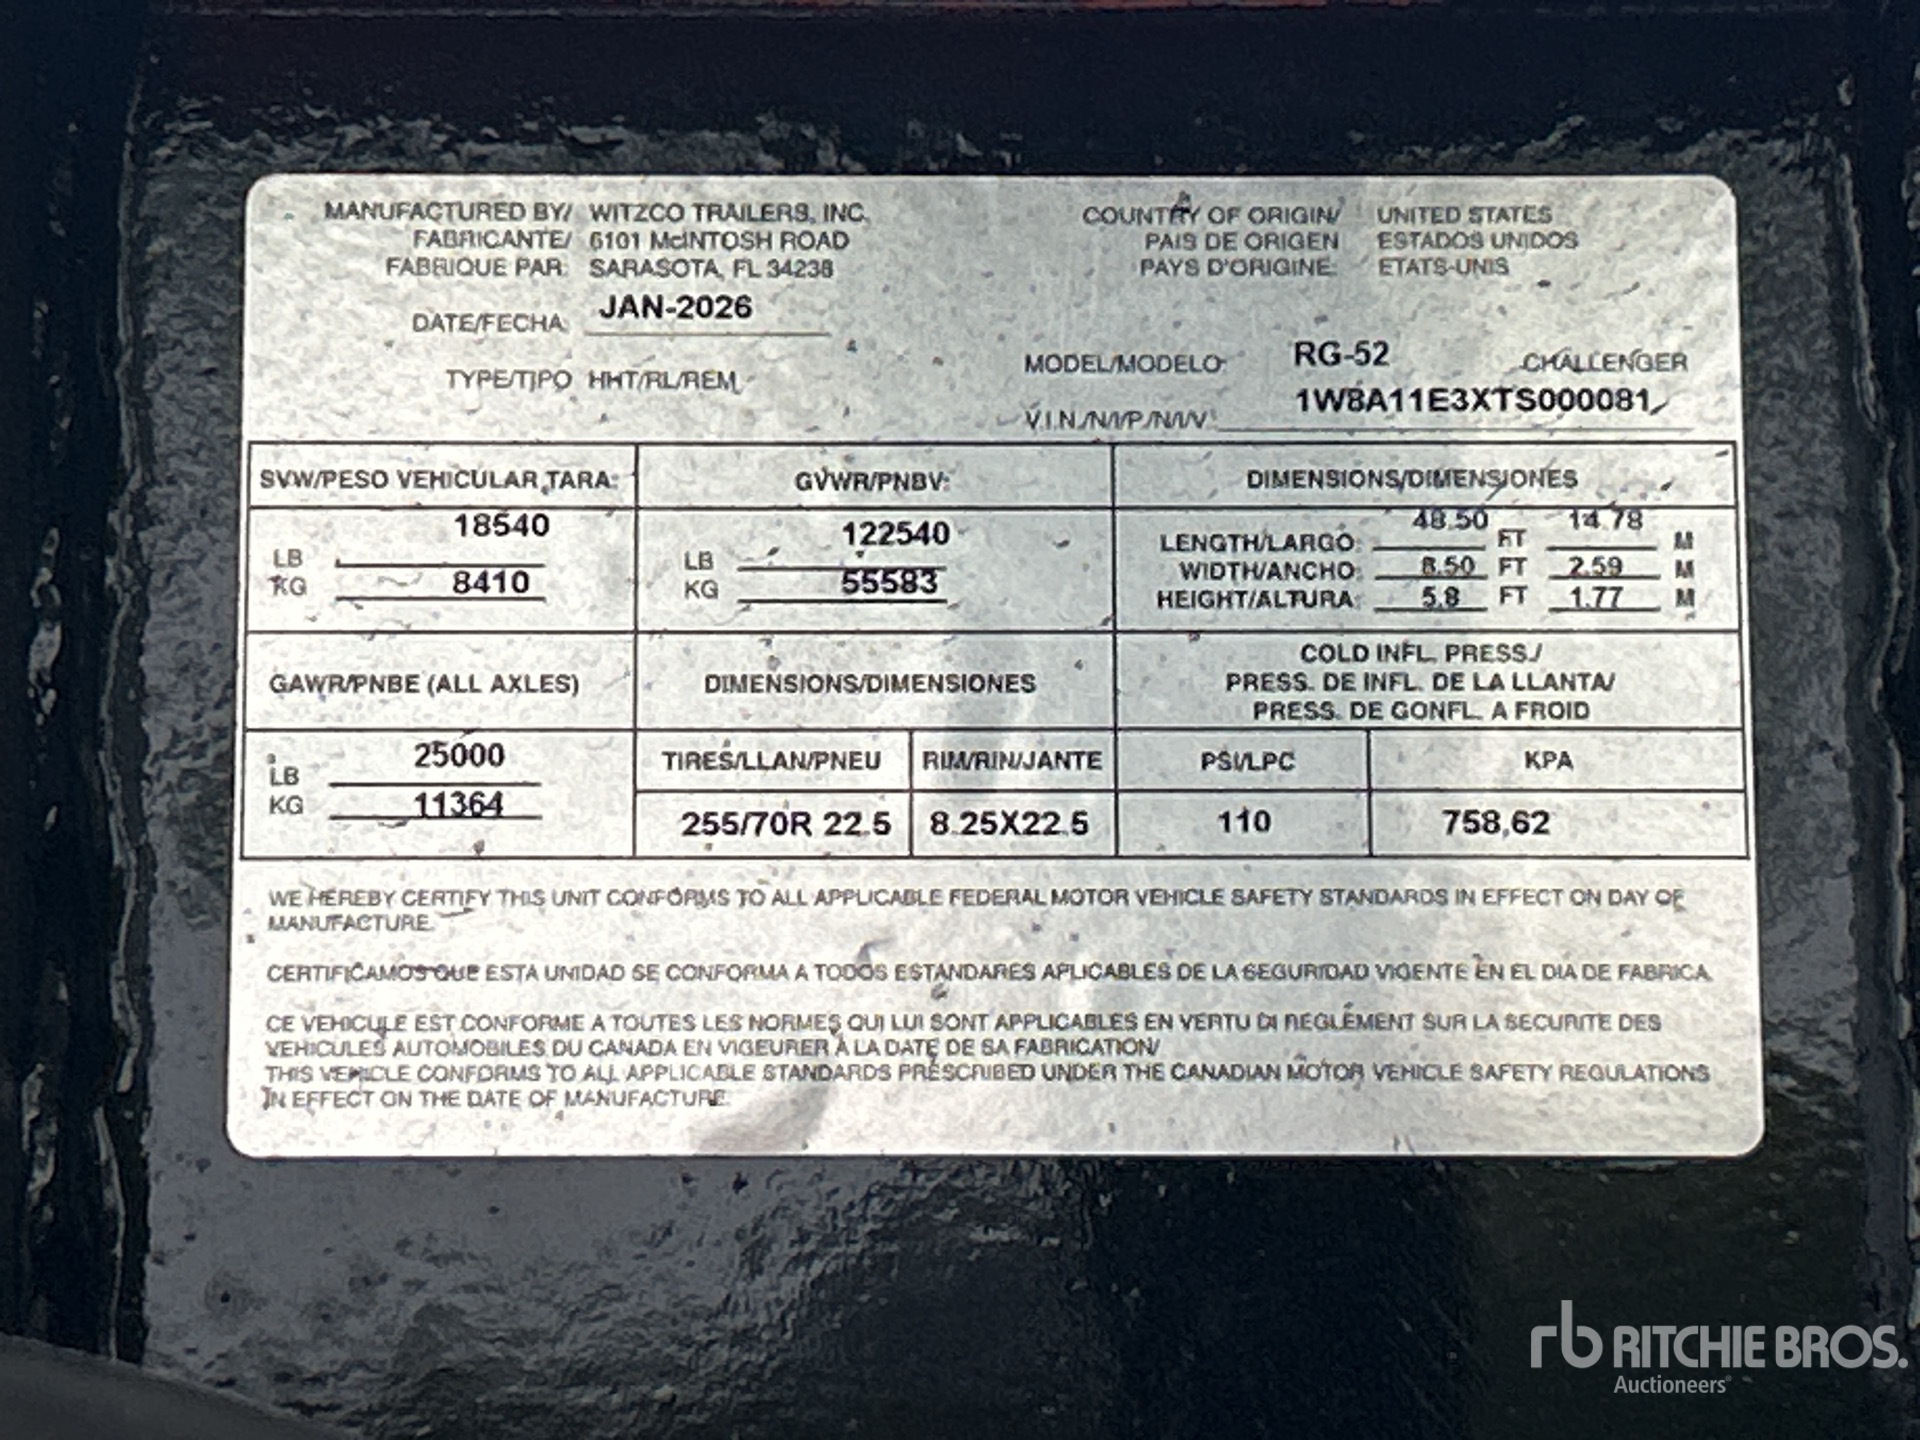 MANUFACTURED BY/ WITZCO TRAILERS, INC.
FABRICANTE/ 6101 McINTOSH ROAD
FABRIQUE PAR: SARASOTA, FL 34238
COUNTRY OF ORIGIN/ UNITED STATES
PAIS DE ORIGEN ESTADOS UNIDOS
PAYS D'ORIGINE: ETATS-UNIS
DATE/FECHA: JAN-2026
TYPE/TIPO HHT/RL/REM
MODEL/MODELO: RG-52 CHALLENGER
V.I.N./N/I/P./N/I/V.: 1W8A11E3XTS000081
SVW/PESO VEHICULAR TARA: GVWR/PNBV: DIMENSIONS/DIMENSIONES
LB 18540
KG 8410
LB 122540
KG 55583
LENGTH/LARGO: 48.50 FT 14.78 M
WIDTH/ANCHO: 8.50 FT 2.59 M
HEIGHT/ALTURA: 5.8 FT 1.77 M
GAWR/PNBE (ALL AXLES) DIMENSIONS/DIMENSIONES
COLD INFL. PRESS./
PRESS. DE INFL. DE LA LLANTA/
PRESS. DE GONFL. A FROID
LB 25000
KG 11364
TIRES/LLAN/PNEU RIM/RIN/JANTE PSI/LPC KPA
255/70R 22.5 8.25X22.5 110 758.62
WE HEREBY CERTIFY THIS UNIT CONFORMS TO ALL APPLICABLE FEDERAL MOTOR VEHICLE SAFETY STANDARDS IN EFFECT ON DAY OF
MANUFACTURE.
CERTIFICAMOS QUE ESTA UNIDAD SE CONFORMA A TODOS ESTANDARES APLICABLES DE LA SEGURIDAD VIGENTE EN EL DIA DE FABRICA
CE VEHICULE EST CONFORME A TOUTES LES NORMES QUI LUI SONT APPLICABLES EN VERTU DI REGLEMENT SUR LA SECURITE DES
VEHICULES AUTOMOBILES DU CANADA EN VIGEURER A LA DATE DE SA FABRICATION/
THIS VEHICLE CONFORMS TO ALL APPLICABLE STANDARDS PRESCRIBED UNDER THE CANADIAN MOTOR VEHICLE SAFETY REGULATIONS
IN EFFECT ON THE DATE OF MANUFACTURE.
rb RITCHIE BROS.
Auctioneers